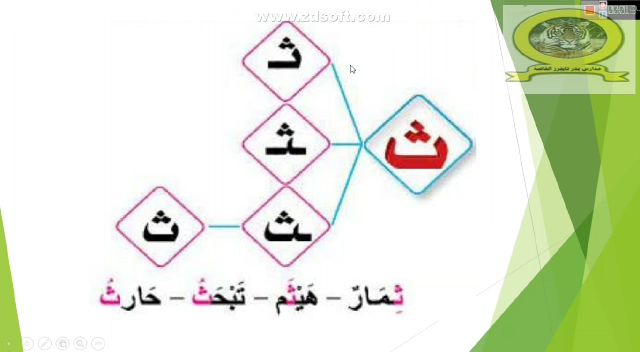 www.zdsoft.com
ثـ
ث
ـثـ
ـث
ث
ثِمَارٌ – هَيْثَم – تَبْحَثُ – حَارِثُ